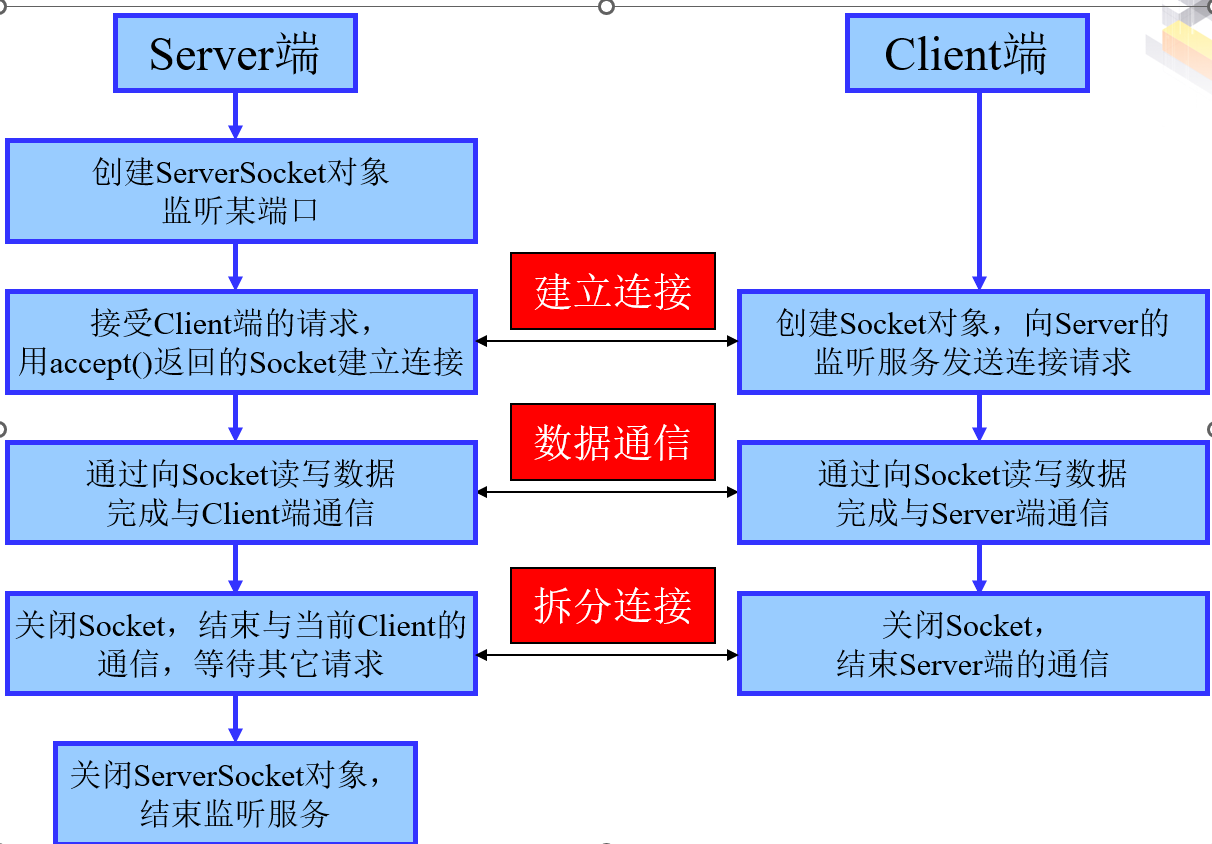 Server端
Client端
创建ServerSocket对象
监听某端口
建立连接
接受Client端的请求，
用accept()返回的Socket建立连接
创建Socket对象，向Server的
监听服务发送连接请求
数据通信
通过向Socket读写数据
完成与Client端通信
通过向Socket读写数据
完成与Server端通信
拆分连接
关闭Socket，结束与当前Client的
通信，等待其它请求
关闭Socket，
结束Server端的通信
关闭ServerSocket对象，
结束监听服务